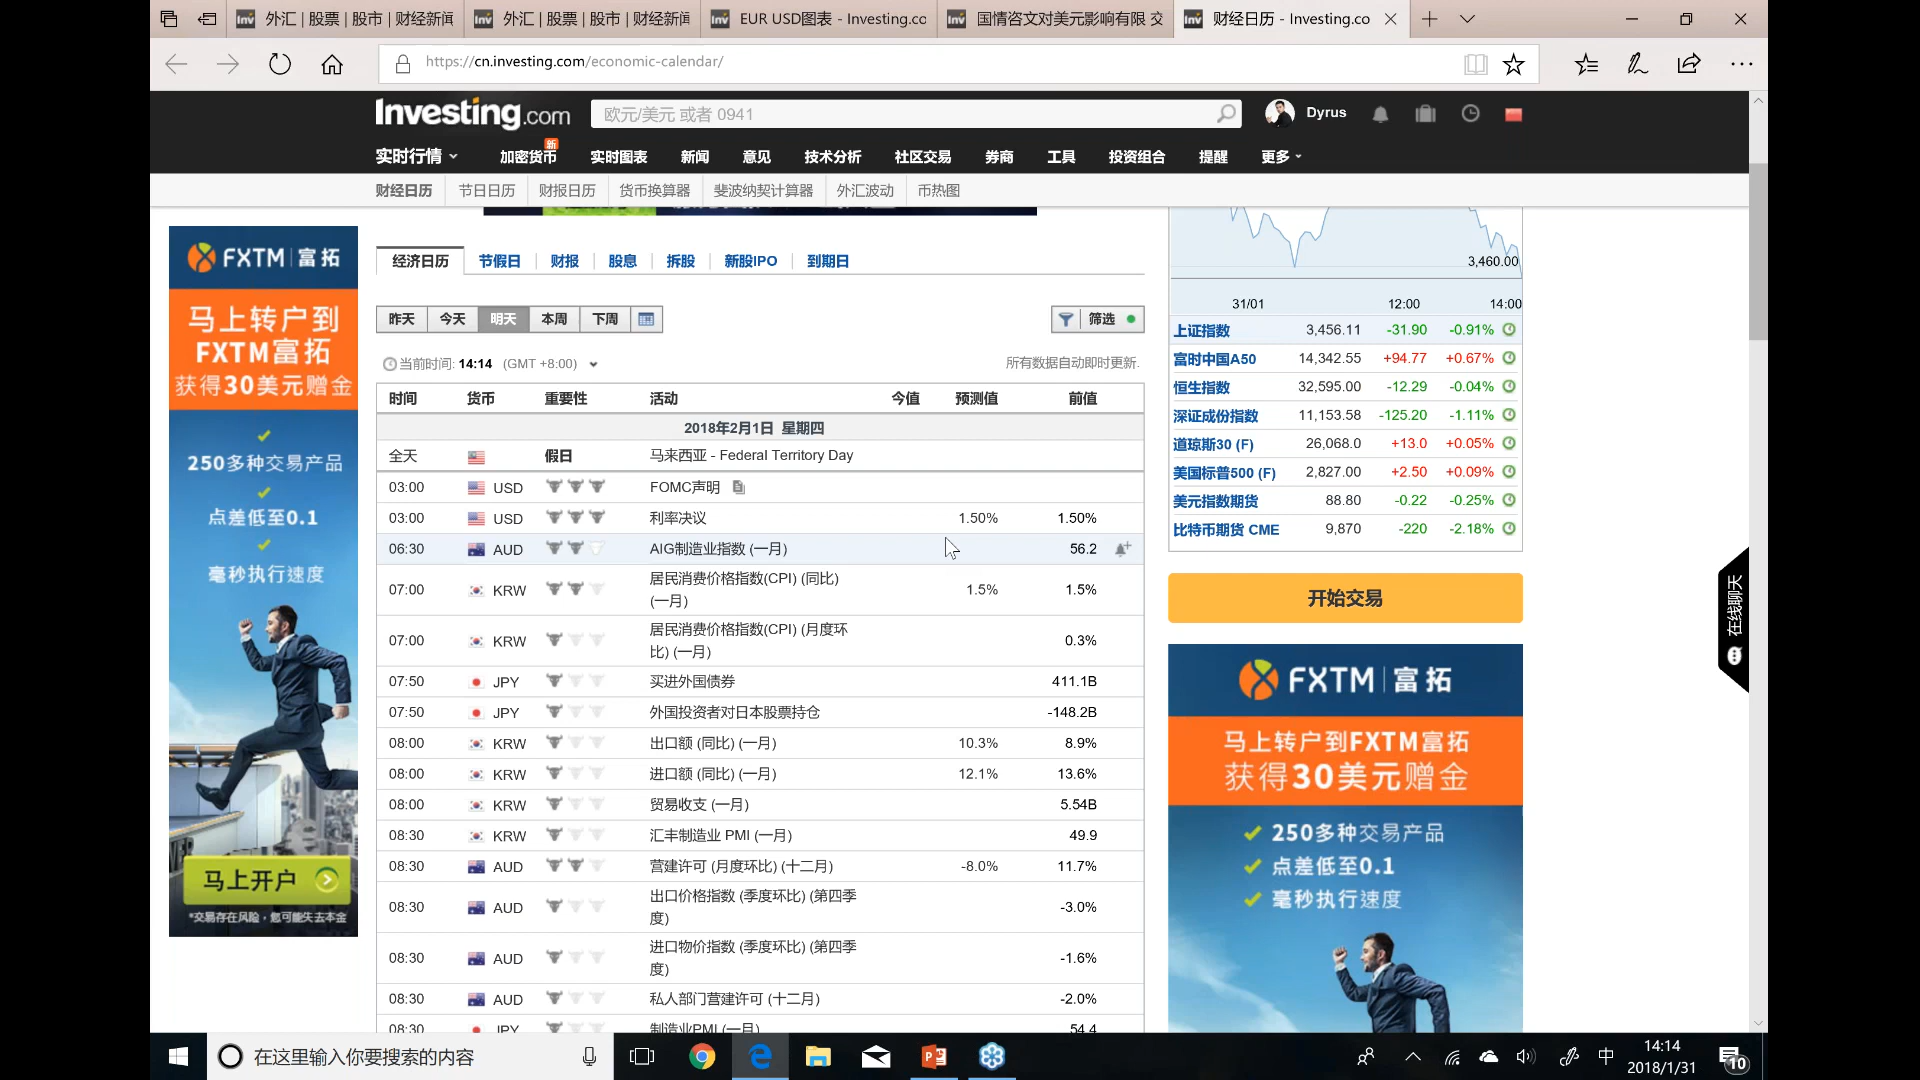 外汇 | 股票 | 股市 | 财经新闻
外汇 | 股票 | 股市 | 财经新闻
EUR USD图表 - Investing.co
国情咨文对美元影响有限 交
财经日历 - Investing.co
https://cn.investing.com/economic-calendar/
Investing.com
欧元/美元 或者 0941
Dyrus
实时行情 加密货币 新 实时图表 新闻 意见 技术分析 社区交易 券商 工具 投资组合 提醒 更多
财经日历 节日日历 财报日历 货币换算器 斐波纳契计算器 外汇波动 币热图
FXTM 富拓
马上转户到
FXTM富拓
获得30美元赠金
250多种交易产品
点差低至0.1
毫秒执行速度
马上开户
*交易存在风险,您可能失去本金
经济日历 节假日 财报 股息 拆股 新股IPO 到期日
昨天 今天 明天 本周 下周 筛选
当前时间: 14:14 (GMT +8:00) 所有数据自动即时更新.
时间 货币 重要性 活动 今值 预测值 前值
2018年2月1日 星期四
全天 假日 马来西亚 - Federal Territory Day
03:00 USD FOMC声明
03:00 USD 利率决议 1.50% 1.50%
06:30 AUD AIG制造业指数 (一月) 56.2
07:00 KRW 居民消费价格指数(CPI) (同比) (一月) 1.5% 1.5%
07:00 KRW 居民消费价格指数(CPI) (月度环比) (一月) 0.3%
07:50 JPY 买进外国债券 411.1B
07:50 JPY 外国投资者对日本股票持仓 -148.2B
08:00 KRW 出口额 (同比) (一月) 10.3% 8.9%
08:00 KRW 进口额 (同比) (一月) 12.1% 13.6%
08:00 KRW 贸易收支 (一月) 5.54B
08:30 KRW 汇丰制造业 PMI (一月) 49.9
08:30 AUD 营建许可 (月度环比) (十二月) -8.0% 11.7%
08:30 AUD 出口价格指数 (季度环比) (第四季度) -3.0%
08:30 AUD 进口物价指数 (季度环比) (第四季度) -1.6%
08:30 AUD 私人部门营建许可 (十二月) -2.0%
08:30 JPY 制造业PMI (一月) 54.4
3,460.00
31/01 12:00 14:00
上证指数 3,456.11 -31.90 -0.91%
富时中国A50 14,342.55 +94.77 +0.67%
恒生指数 32,595.00 -12.29 -0.04%
深证成份指数 11,153.58 -125.20 -1.11%
道琼斯30 (F) 26,068.0 +13.0 +0.05%
美国标普500 (F) 2,827.00 +2.50 +0.09%
美元指数期货 88.80 -0.22 -0.25%
比特币期货 CME 9,870 -220 -2.18%
开始交易
FXTM 富拓
马上转户到FXTM富拓
获得30美元赠金
250多种交易产品
点差低至0.1
毫秒执行速度
在线聊天
在这里输入你要搜索的内容
中
14:14
2018/1/31
10